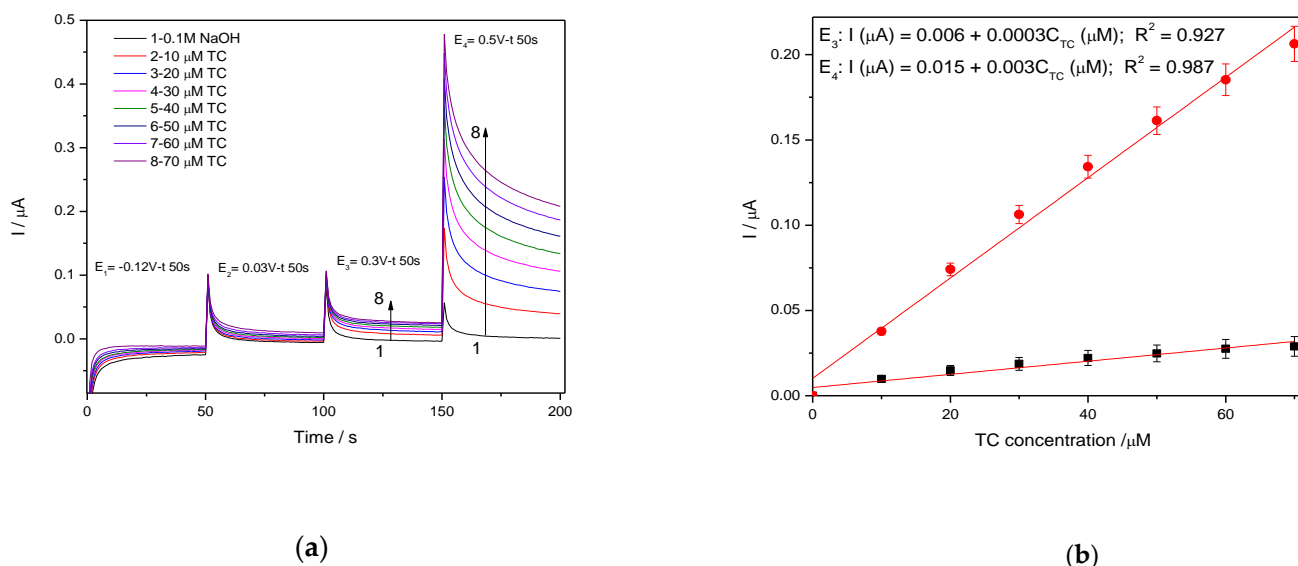 0.5
0.4
0.3
0.2
0.1
0.0
I / μA
1-0.1M NaOH
2-10 μM TC
3-20 μM TC
4-30 μM TC
5-40 μM TC
6-50 μM TC
7-60 μM TC
8-70 μM TC
E4= 0.5V-t 50s
E1= -0.12V-t 50s
E2= 0.03V-t 50s
E3= 0.3V-t 50s
8
1
8
1
0 50 100 150 200
Time / s
(a)
E3: I (μA) = 0.006 + 0.0003CTC (μM); R2 = 0.927
E4: I (μA) = 0.015 + 0.003CTC (μM); R2 = 0.987
0.20
0.15
0.10
0.05
0.00
I / μA
0 20 40 60
TC concentration /μM
(b)